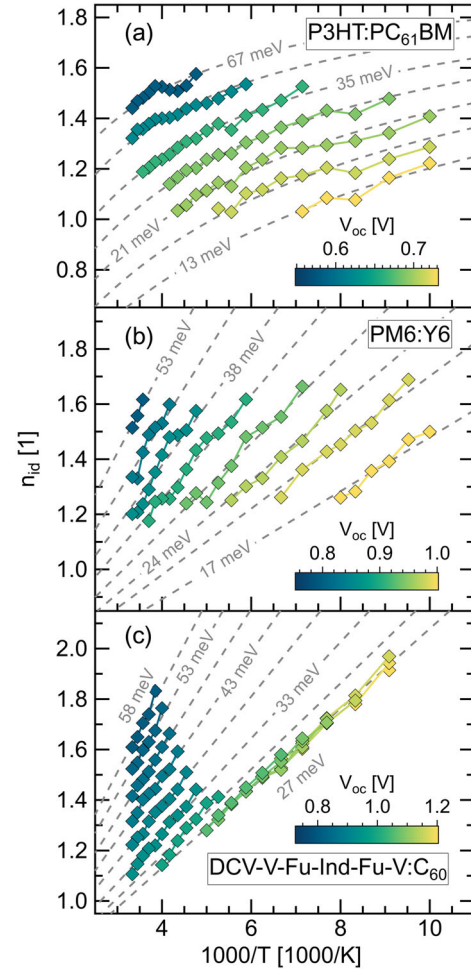 (a)
P3HT:PC₆₁BM
67 meV
35 meV
21 meV
13 meV
Vₒc [V]
0.6 0.7
1.8
1.6
1.4
1.2
1.0
0.8
(b)
PM6:Y6
53 meV
38 meV
24 meV
17 meV
Vₒc [V]
0.8 0.9 1.0
1.8
1.6
1.4
1.2
1.0
n_id [1]
(c)
58 meV
53 meV
43 meV
33 meV
27 meV
Vₒc [V]
0.8 1.0 1.2
DCV-V-Fu-Ind-Fu-V:C₆₀
2.0
1.8
1.6
1.4
1.2
1.0
4 6 8 10
1000/T [1000/K]